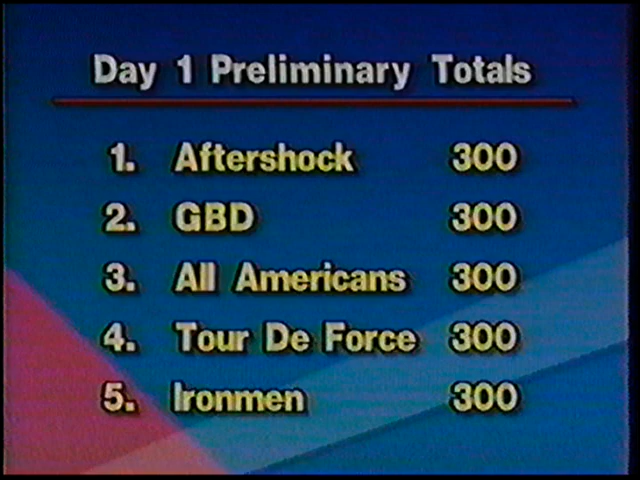 Day 1 Preliminary Totals
1. Aftershock 300
2. GBD 300
3. All Americans 300
4. Tour De Force 300
5. Ironmen 300